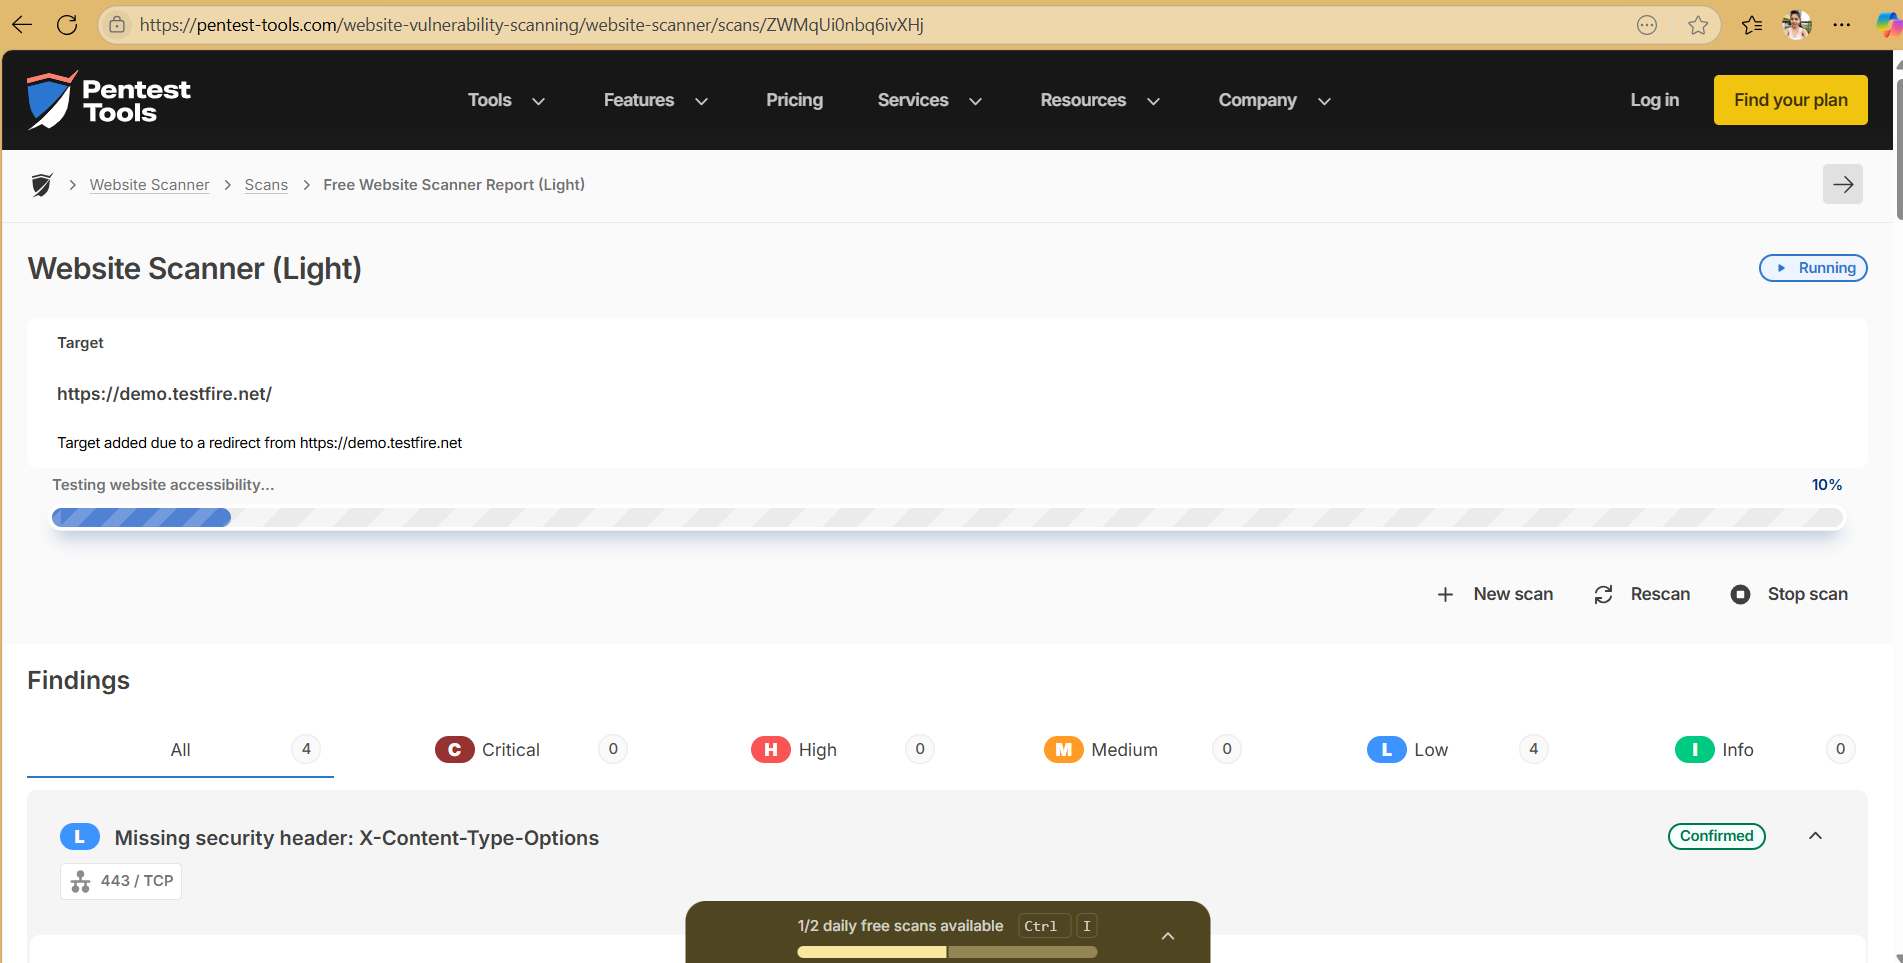 https://pentest-tools.com/website-vulnerability-scanning/website-scanner/scans/ZWMqUi0nbq6ivXHj
Pentest
Tools
Tools Features Pricing Services Resources Company Log in Find your plan
Website Scanner > Scans > Free Website Scanner Report (Light)
Website Scanner (Light) Running
Target
https://demo.testfire.net/
Target added due to a redirect from https://demo.testfire.net
Testing website accessibility... 10%
New scan Rescan Stop scan
Findings
All 4 C Critical 0 H High 0 M Medium 0 L Low 4 I Info 0
L Missing security header: X-Content-Type-Options Confirmed
443 / TCP
1/2 daily free scans available Ctrl I